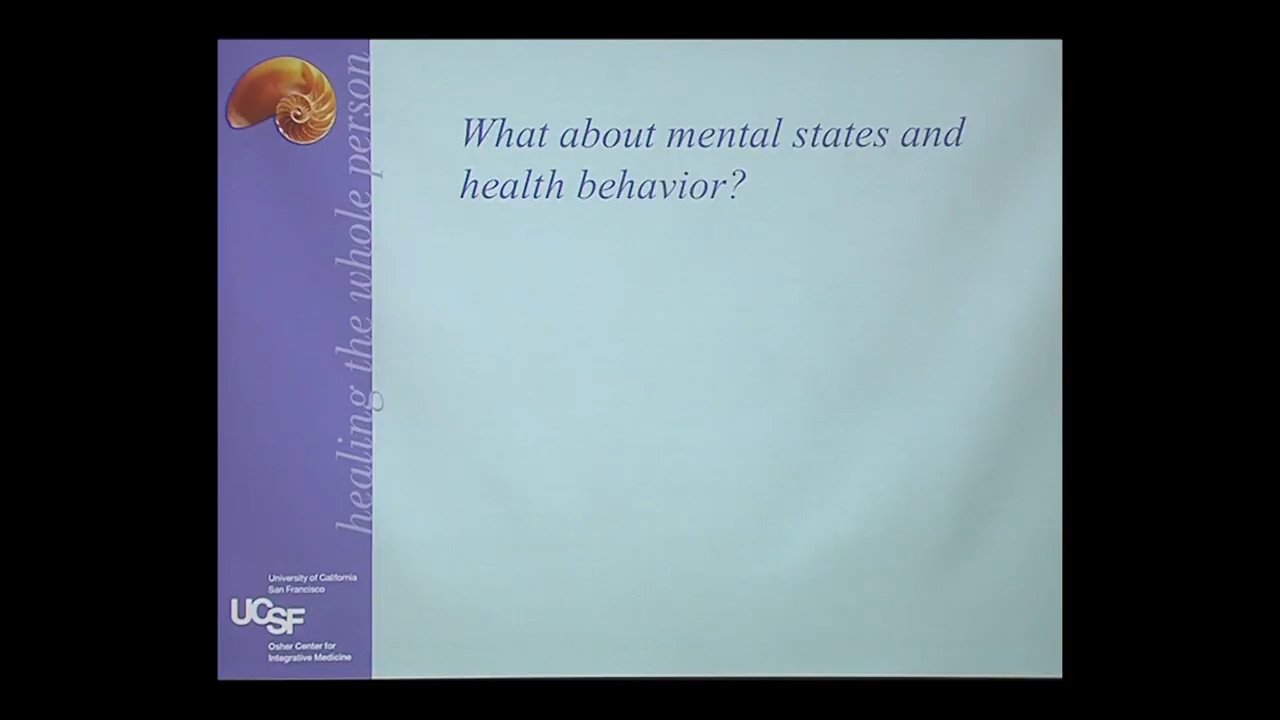 What about mental states and
health behavior?
healing the whole person
University of California
San Francisco
UCSF
Osher Center for
Integrative Medicine